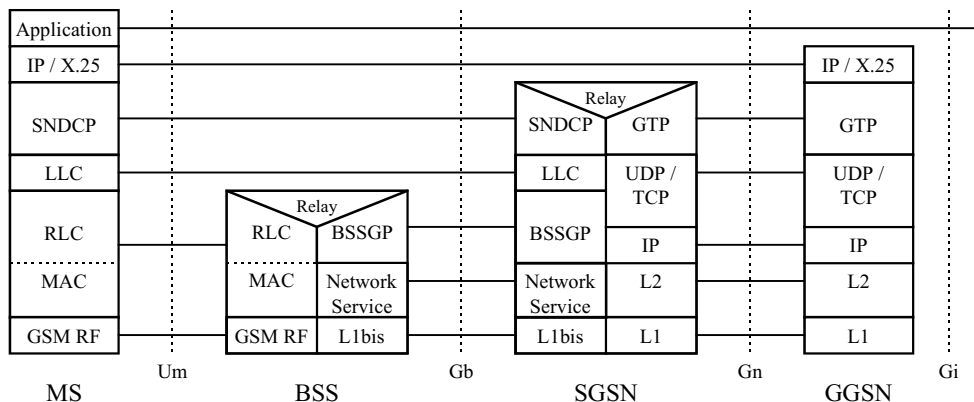 Application
IP / X.25
IP / X.25
Relay
SNDCP
SNDCP
GTP
GTP
LLC
LLC
UDP /
TCP
UDP /
TCP
Relay
RLC
RLC
BSSGP
BSSGP
IP
IP
MAC
MAC
Network
Service
Network
Service
L2
L2
GSM RF
GSM RF
L1bis
L1bis
L1
L1
Um
Gb
Gn
Gi
MS
BSS
SGSN
GGSN